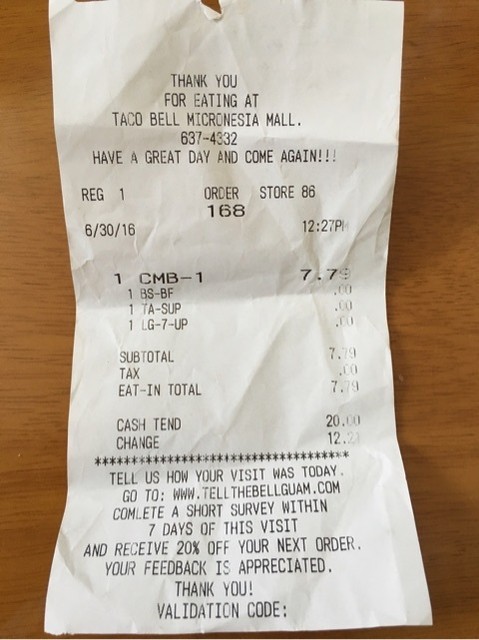 THANK YOU
FOR EATING AT
TACO BELL MICRONESIA MALL.
637-4332
HAVE A GREAT DAY AND COME AGAIN!!!
REG 1 ORDER STORE 86
168
6/30/16 12:27PM
1 CMB-1 7.79
1 BS-BF .00
1 TA-SUP .00
1 LG-7-UP .00
SUBTOTAL 7.79
TAX .00
EAT-IN TOTAL 7.79
CASH TEND 20.00
CHANGE 12.21
**************************************
TELL US HOW YOUR VISIT WAS TODAY.
GO TO: WWW.TELLTHEBELLGUAM.COM
COMLETE A SHORT SURVEY WITHIN
7 DAYS OF THIS VISIT
AND RECEIVE 20% OFF YOUR NEXT ORDER.
YOUR FEEDBACK IS APPRECIATED.
THANK YOU!
VALIDATION CODE: